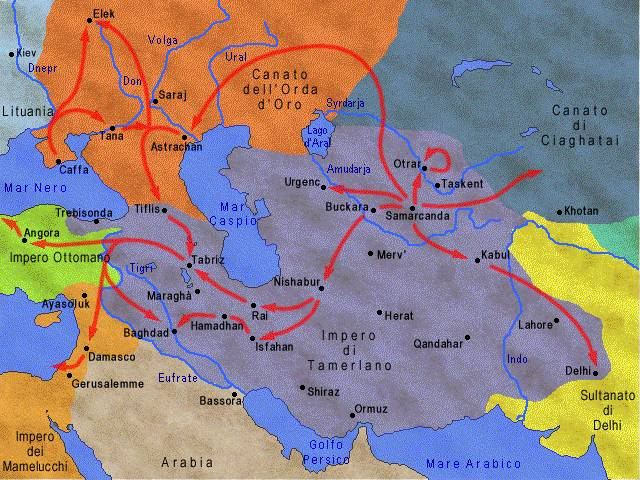 Elek
Kiev
Volga
Ural
Dnepr
Don
Canato
dell'Orda
d'Oro
Saraj
Lituania
Syrdarja
Canato
di
Ciaghatai
Tana
Astrachan
Lago
d'Aral
Caffa
Amudarja
Otrar
Taskent
Mar Nero
Urgenc
Buckara
Samarcanda
Khotan
Trebisonda
Tiflis
Mar
Caspio
Angora
Impero Ottomano
Tigri
Tabriz
Merv'
Kabul
Maraghà
Nishabur
Ayasoluk
Rai
Herat
Lahore
Baghdad
Hamadhan
Isfahan
Impero
di
Tamerlano
Qandahar
Damasco
Indo
Delhi
Gerusalemme
Eufrate
Shiraz
Bassora
Ormuz
Sultanato
di
Delhi
Impero
dei
Mamelucchi
Arabia
Golfo
Persico
Mare Arabico